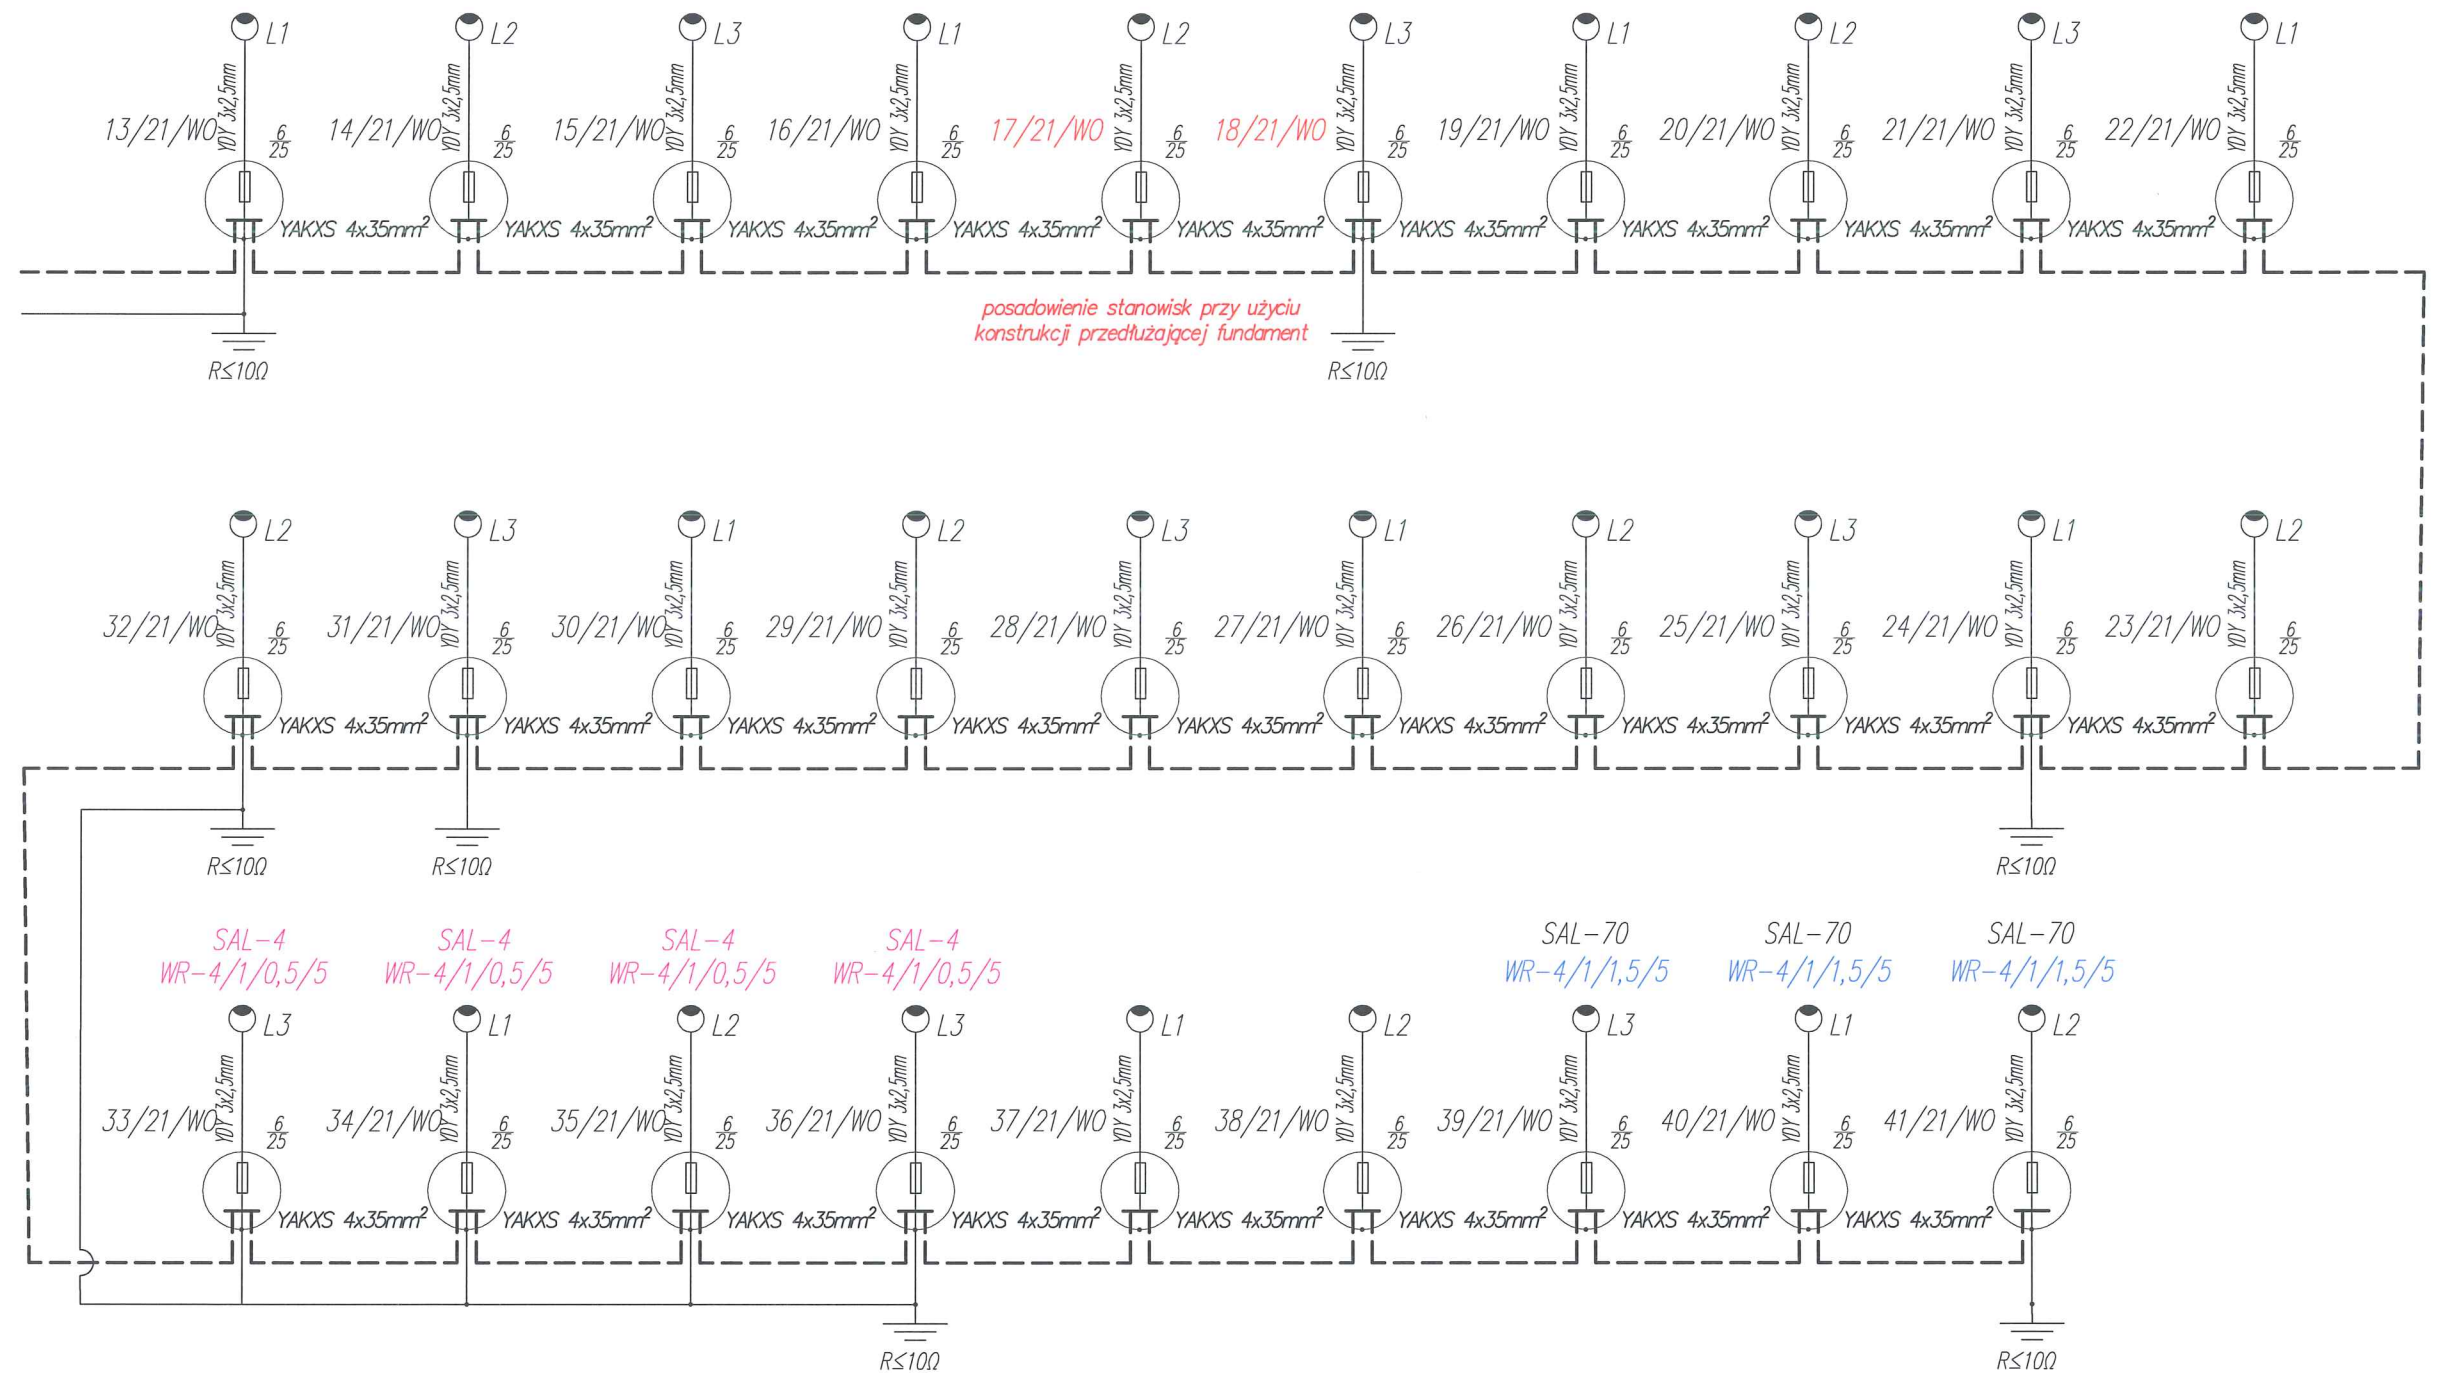 L1 L2 L3 L1 L2 L3 L1 L2 L3 L1
YDY 3x2,5mm YDY 3x2,5mm YDY 3x2,5mm YDY 3x2,5mm YDY 3x2,5mm YDY 3x2,5mm YDY 3x2,5mm YDY 3x2,5mm YDY 3x2,5mm YDY 3x2,5mm
13/21/WO 6/25 14/21/WO 6/25 15/21/WO 6/25 16/21/WO 6/25 17/21/WO 6/25 18/21/WO 6/25 19/21/WO 6/25 20/21/WO 6/25 21/21/WO 6/25 22/21/WO 6/25
YAKXS 4x35mm² YAKXS 4x35mm² YAKXS 4x35mm² YAKXS 4x35mm² YAKXS 4x35mm² YAKXS 4x35mm² YAKXS 4x35mm² YAKXS 4x35mm² YAKXS 4x35mm²
posadowienie stanowisk przy użyciu
konstrukcji przedłużającej fundament
R≤10Ω R≤10Ω
L2 L3 L1 L2 L3 L1 L2 L3 L1 L2
YDY 3x2,5mm YDY 3x2,5mm YDY 3x2,5mm YDY 3x2,5mm YDY 3x2,5mm YDY 3x2,5mm YDY 3x2,5mm YDY 3x2,5mm YDY 3x2,5mm YDY 3x2,5mm
32/21/WO 6/25 31/21/WO 6/25 30/21/WO 6/25 29/21/WO 6/25 28/21/WO 6/25 27/21/WO 6/25 26/21/WO 6/25 25/21/WO 6/25 24/21/WO 6/25 23/21/WO 6/25
YAKXS 4x35mm² YAKXS 4x35mm² YAKXS 4x35mm² YAKXS 4x35mm² YAKXS 4x35mm² YAKXS 4x35mm² YAKXS 4x35mm² YAKXS 4x35mm² YAKXS 4x35mm²
R≤10Ω R≤10Ω R≤10Ω
SAL-4 SAL-4 SAL-4 SAL-4 SAL-70 SAL-70 SAL-70
WR-4/1/0,5/5 WR-4/1/0,5/5 WR-4/1/0,5/5 WR-4/1/0,5/5 WR-4/1/1,5/5 WR-4/1/1,5/5 WR-4/1/1,5/5
L3 L1 L2 L3 L1 L2 L3 L1 L2
YDY 3x2,5mm YDY 3x2,5mm YDY 3x2,5mm YDY 3x2,5mm YDY 3x2,5mm YDY 3x2,5mm YDY 3x2,5mm YDY 3x2,5mm YDY 3x2,5mm
33/21/WO 6/25 34/21/WO 6/25 35/21/WO 6/25 36/21/WO 6/25 37/21/WO 6/25 38/21/WO 6/25 39/21/WO 6/25 40/21/WO 6/25 41/21/WO 6/25
YAKXS 4x35mm² YAKXS 4x35mm² YAKXS 4x35mm² YAKXS 4x35mm² YAKXS 4x35mm² YAKXS 4x35mm² YAKXS 4x35mm² YAKXS 4x35mm²
R≤10Ω R≤10Ω